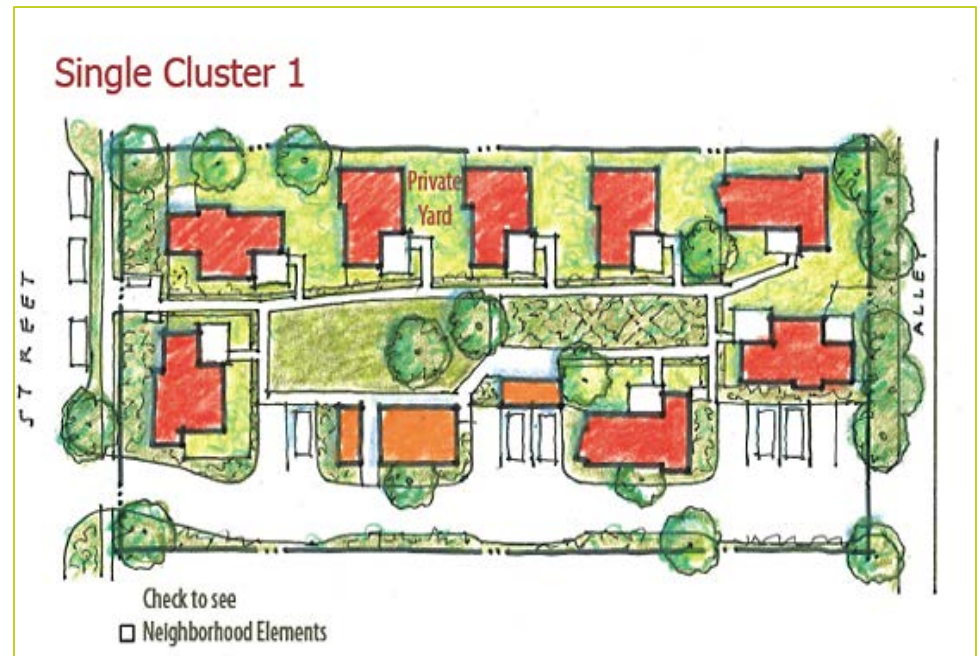 Single Cluster 1
Private
Yard
STREET
ALLEY
Check to see
Neighborhood Elements